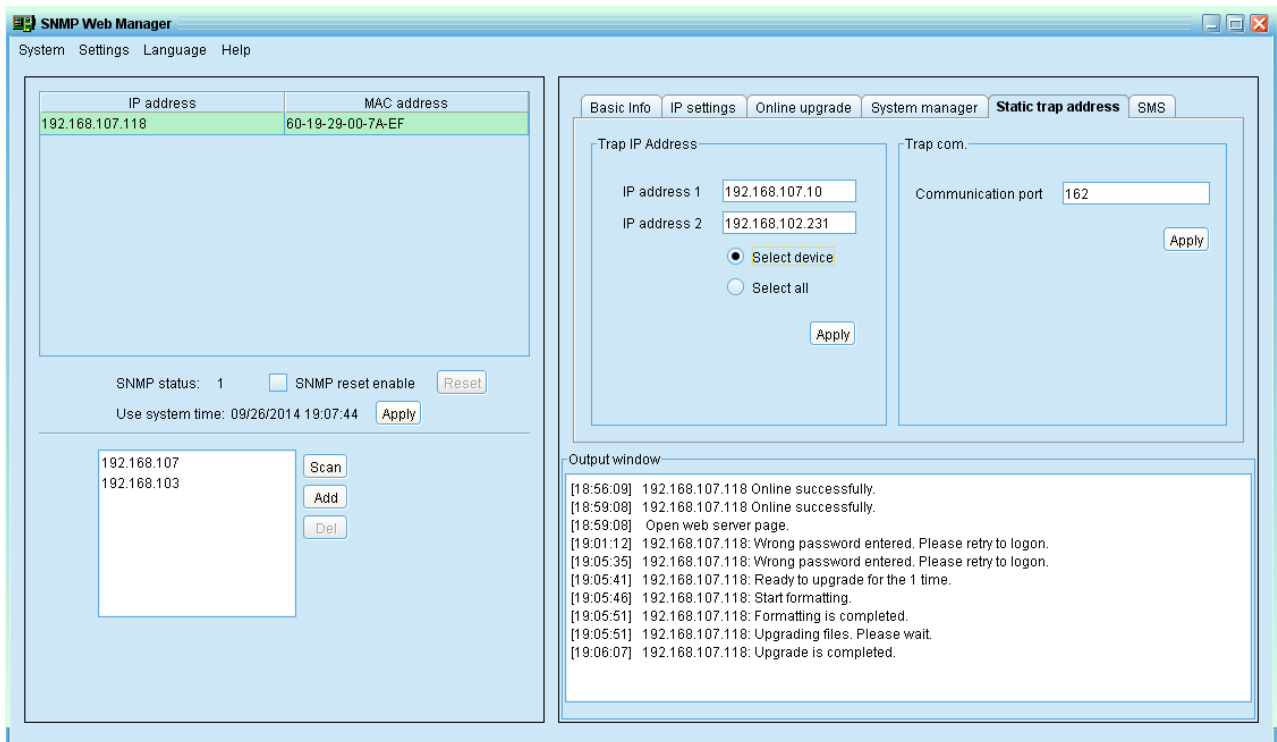 SNMP Web Manager
System Settings Language Help
IP address MAC address
192.168.107.118 60-19-29-00-7A-EF
SNMP status: 1 SNMP reset enable Reset
Use system time: 09/26/2014 19:07:44 Apply
192.168.107
192.168.103
Scan
Add
Del
Basic Info IP settings Online upgrade System manager Static trap address SMS
Trap IP Address
IP address 1 192.168.107.10
IP address 2 192.168.102.231
Select device
Select all
Apply
Trap com.
Communication port 162
Apply
Output window
[18:56:09] 192.168.107.118 Online successfully.
[18:59:08] 192.168.107.118 Online successfully.
[18:59:08] Open web server page.
[19:01:12] 192.168.107.118: Wrong password entered. Please retry to logon.
[19:05:35] 192.168.107.118: Wrong password entered. Please retry to logon.
[19:05:41] 192.168.107.118: Ready to upgrade for the 1 time.
[19:05:46] 192.168.107.118: Start formatting.
[19:05:51] 192.168.107.118: Formatting is completed.
[19:05:51] 192.168.107.118: Upgrading files. Please wait.
[19:06:07] 192.168.107.118: Upgrade is completed.